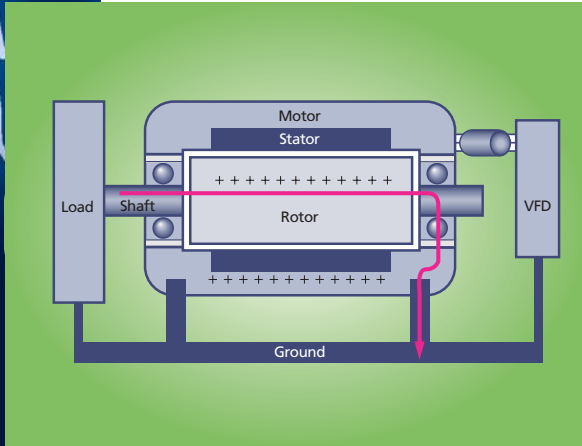 Motor
Stator
+ + + + + + + + + + + +
Load
Shaft
Rotor
VFD
+ + + + + + + + + + + +
Ground